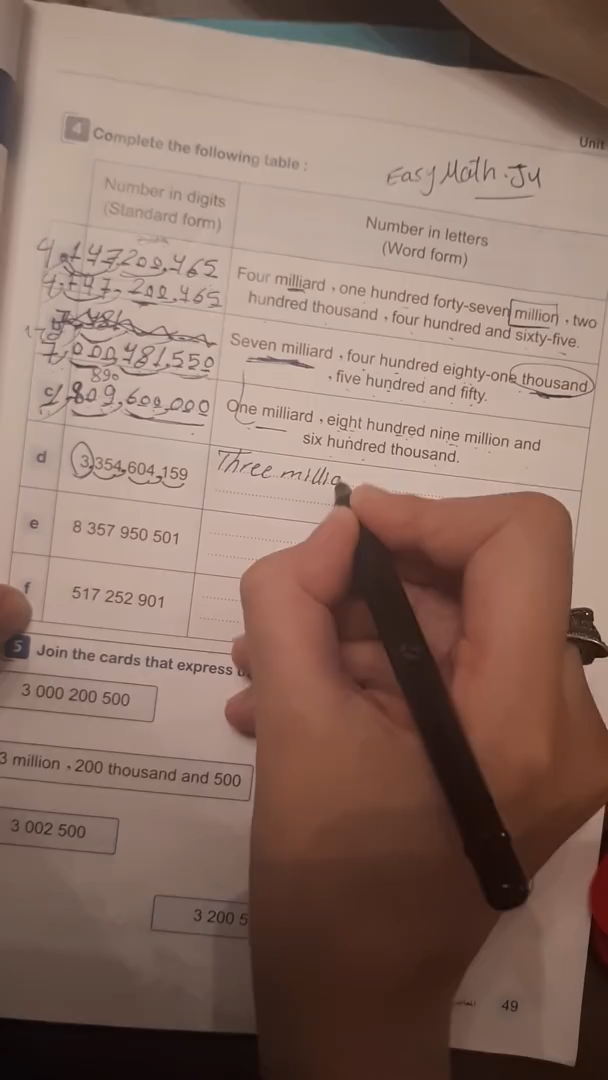 Unit
4 Complete the following table :
EasyMath.JU
Number in digits
(Standard form)
Number in letters
(Word form)
4,147,200,465
4,147,200,465
Four milliard , one hundred forty-seven million , two
hundred thousand , four hundred and sixty-five.
7,000,481,550
Seven milliard , four hundred eighty-one thousand
, five hundred and fifty.
890
809,600,000
One milliard , eight hundred nine million and
six hundred thousand.
d 3,354,604,159 Three millia
e 8 357 950 501
f 517 252 901
5 Join the cards that express
3 000 200 500
3 million , 200 thousand and 500
3 002 500
3 200 5
49